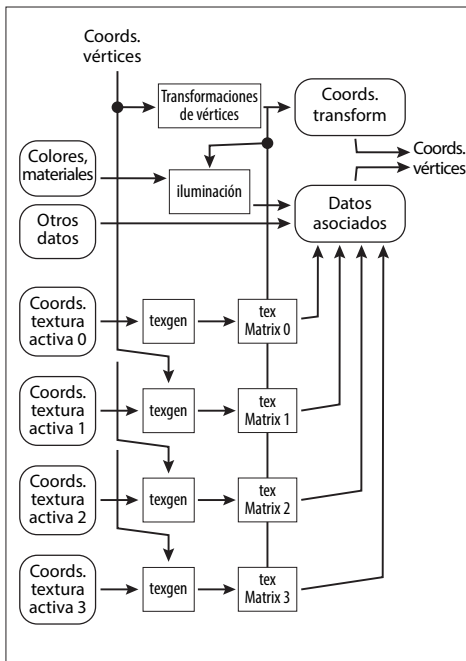 Coords.
vértices
Transformaciones
de vértices
Coords.
transform
Colores,
materiales
iluminación
Coords.
vértices
Otros
datos
Datos
asociados
Coords.
textura
activa 0
texgen
tex
Matrix 0
Coords.
textura
activa 1
texgen
tex
Matrix 1
Coords.
textura
activa 2
texgen
tex
Matrix 2
Coords.
textura
activa 3
texgen
tex
Matrix 3